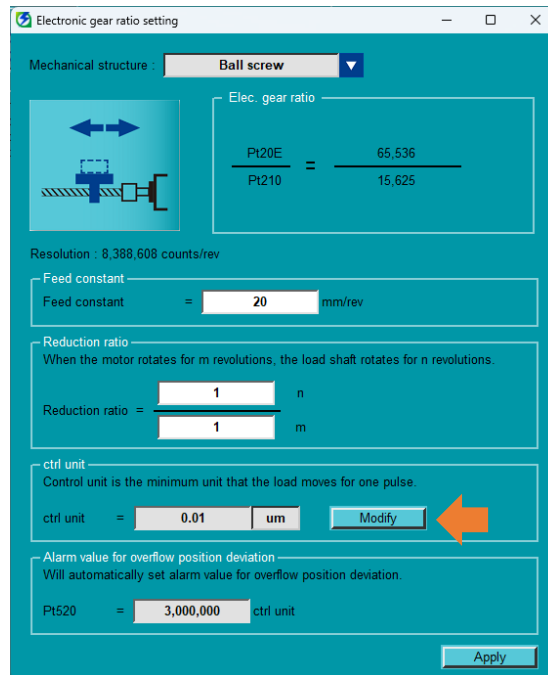 Electronic gear ratio setting
Mechanical structure : Ball screw
Elec. gear ratio
Pt20E = 65,536
Pt210 15,625
Resolution : 8,388,608 counts/rev
Feed constant
Feed constant = 20 mm/rev
Reduction ratio
When the motor rotates for m revolutions, the load shaft rotates for n revolutions.
1 n
Reduction ratio =
1 m
ctrl unit
Control unit is the minimum unit that the load moves for one pulse.
ctrl unit = 0.01 um Modify
Alarm value for overflow position deviation
Will automatically set alarm value for overflow position deviation.
Pt520 = 3,000,000 ctrl unit
Apply